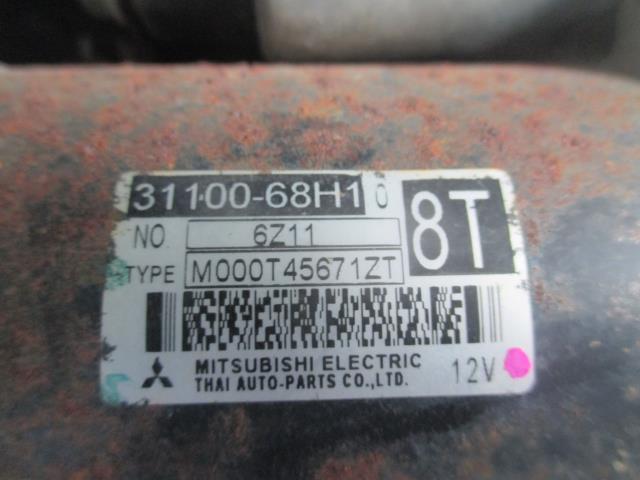 31100-68H1 0
8T
NO 6Z11
TYPE M000T45671ZT
MITSUBISHI ELECTRIC
THAI AUTO-PARTS CO.,LTD.
12V